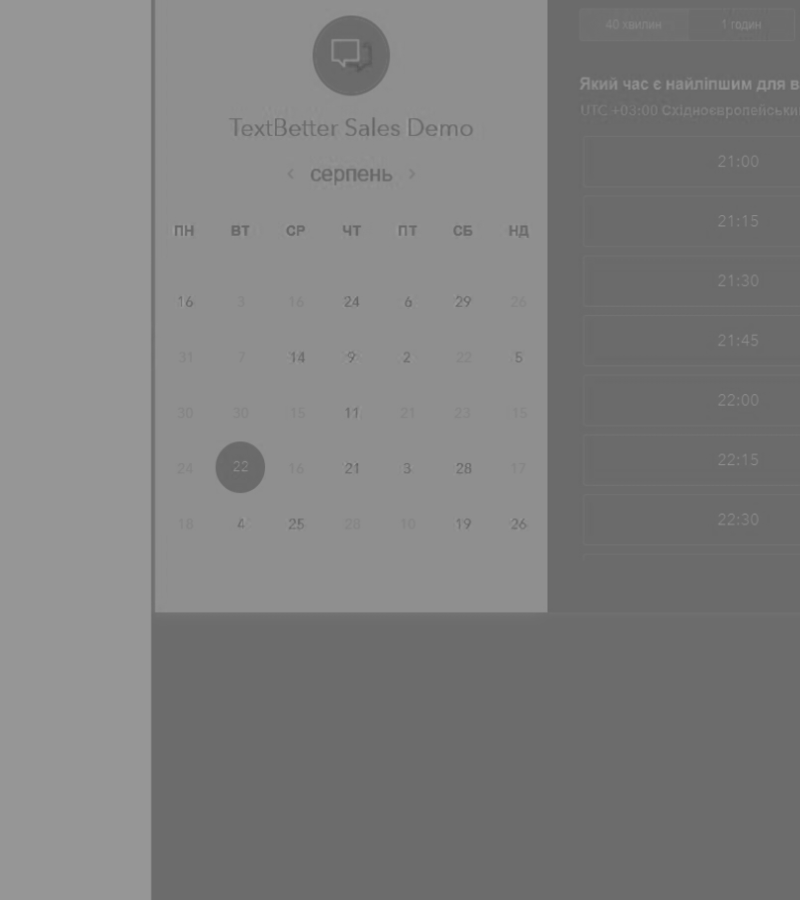 TextBetter Sales Demo
‹ серпень ›
ПН ВТ СР ЧТ ПТ СБ НД
16 3 16 24 6 29 26
31 7 14 9 2 22 5
30 30 15 11 21 23 15
24 22 16 21 3 28 17
18 4 25 28 10 19 26
40 хвилин 1 годин
Який час є найліпшим для в
UTC +03:00 Східноєвропейськи
21:00
21:15
21:30
21:45
22:00
22:15
22:30